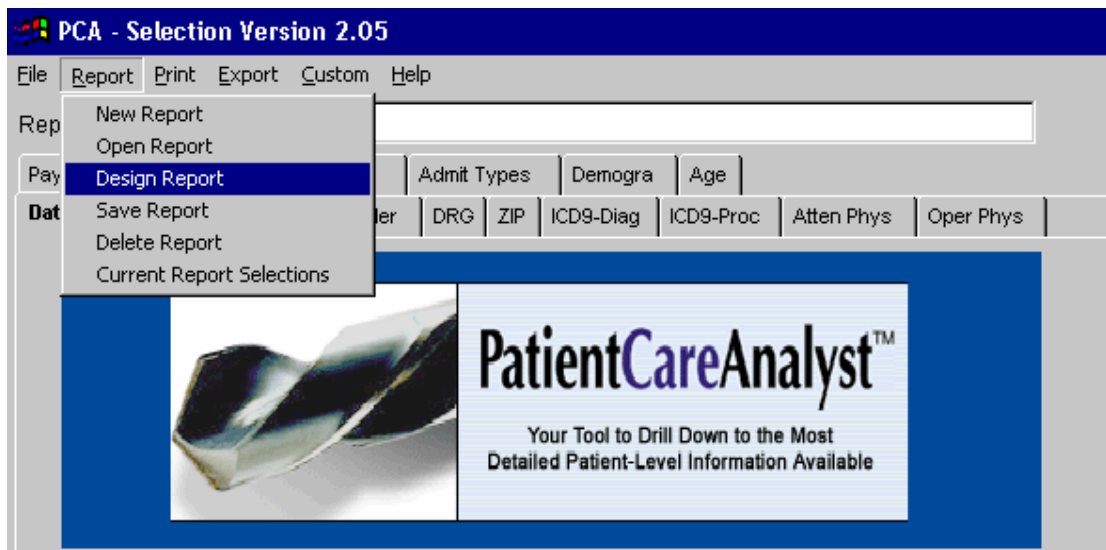 PCA - Selection Version 2.05
File Report Print Export Custom Help
Rep
New Report
Open Report
Design Report
Save Report
Delete Report
Current Report Selections
Pay Admit Types Demogra Age
Dat der DRG ZIP ICD9-Diag ICD9-Proc Atten Phys Oper Phys
PatientCareAnalyst™
Your Tool to Drill Down to the Most
Detailed Patient-Level Information Available